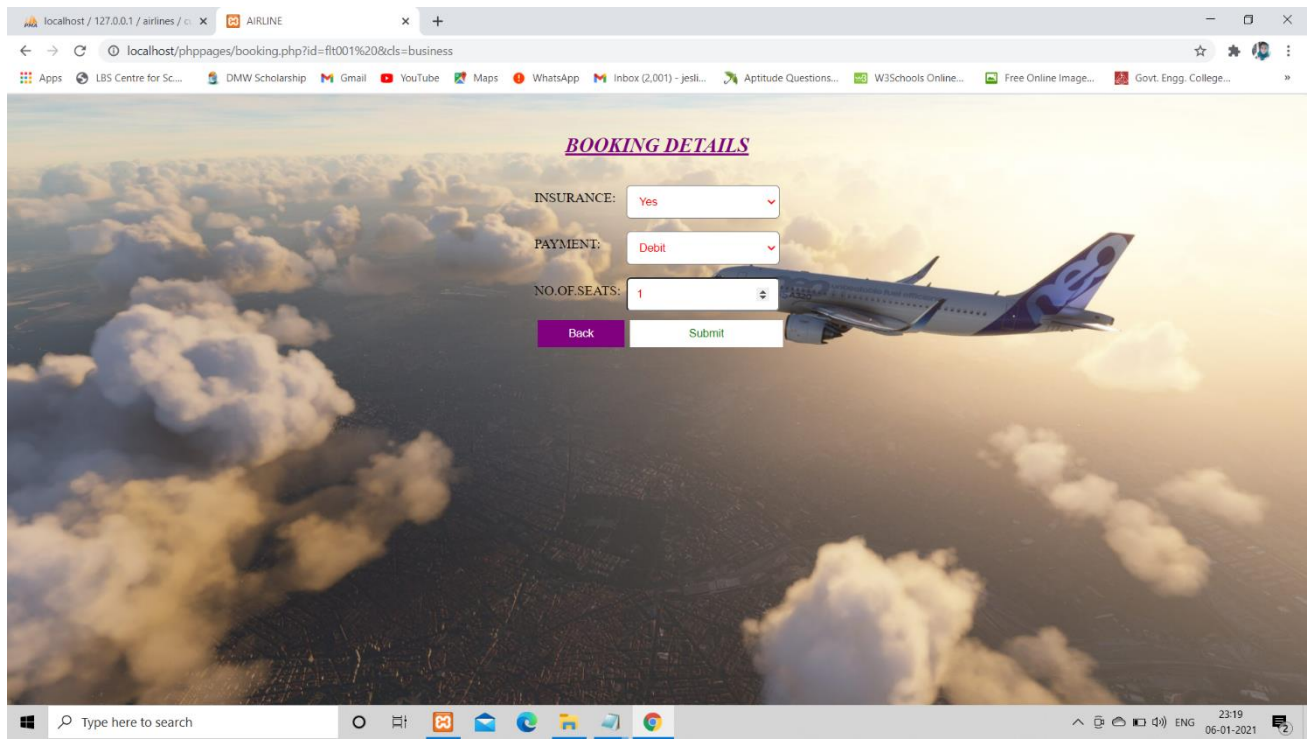 localhost / 127.0.0.1 / airlines / cu
AIRLINE
localhost/phppages/booking.php?id=flt001%20&cls=business
Apps
LBS Centre for Sc....
DMW Scholarship
Gmail
YouTube
Maps
WhatsApp
Inbox (2,001) - jesli...
Aptitude Questions...
W3Schools Online...
Free Online Image...
Govt. Engg. College...
»
BOOKING DETAILS
INSURANCE: Yes
PAYMENT: Debit
NO.OF.SEATS: 1
Back
Submit
neo
Type here to search
ENG
23:19
06-01-2021
2